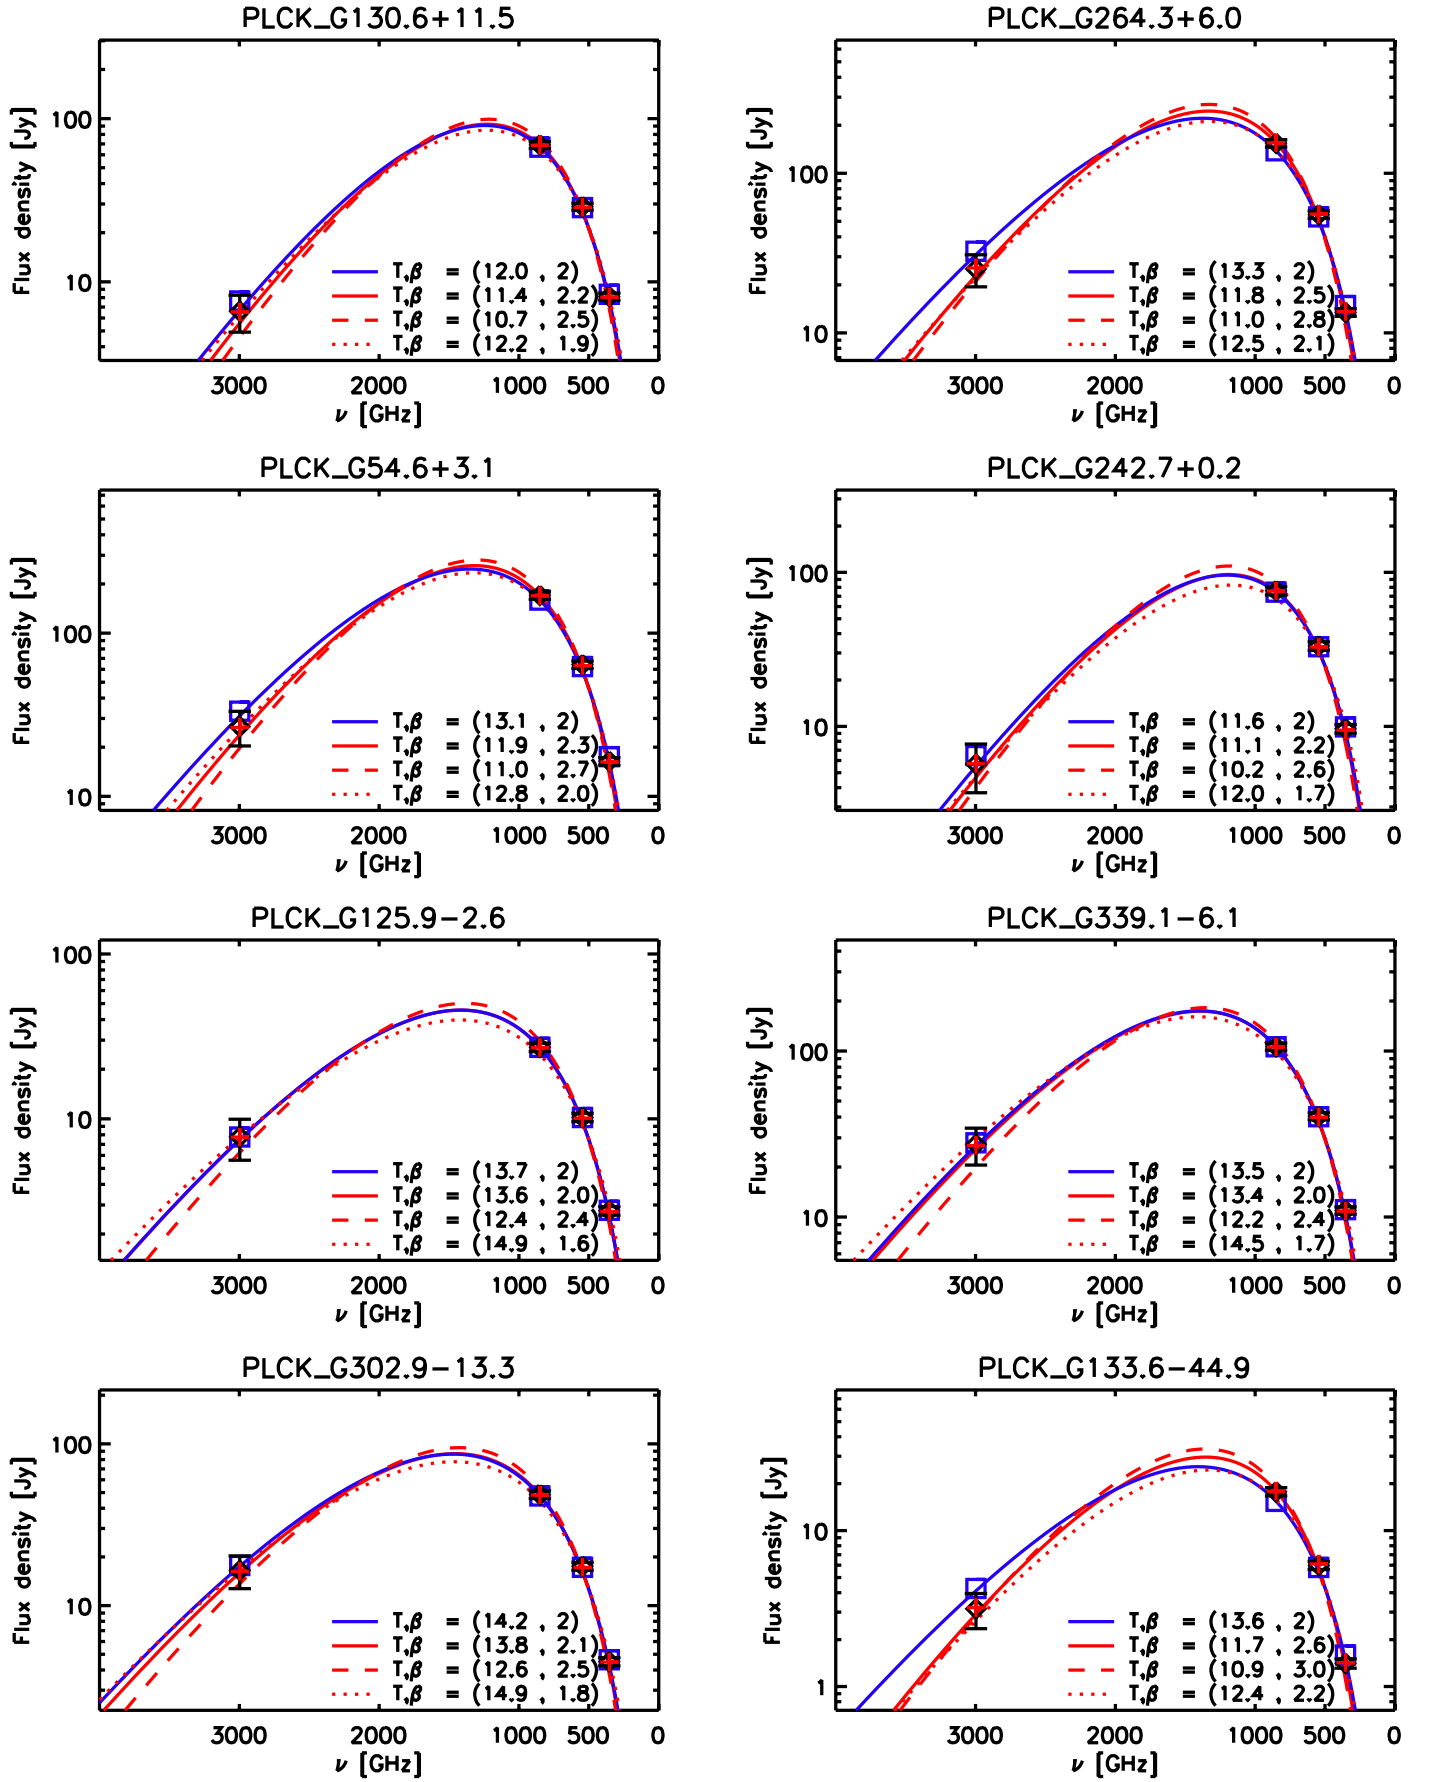 PLCK_G130.6+11.5
Flux density [Jy]
100
10
T,β = (12.0 , 2)
T,β = (11.4 , 2.2)
T,β = (10.7 , 2.5)
T,β = (12.2 , 1.9)
3000 2000 1000 500 0
ν [GHz]
PLCK_G264.3+6.0
Flux density [Jy]
100
10
T,β = (13.3 , 2)
T,β = (11.8 , 2.5)
T,β = (11.0 , 2.8)
T,β = (12.5 , 2.1)
3000 2000 1000 500 0
ν [GHz]
PLCK_G54.6+3.1
Flux density [Jy]
100
10
T,β = (13.1 , 2)
T,β = (11.9 , 2.3)
T,β = (11.0 , 2.7)
T,β = (12.8 , 2.0)
3000 2000 1000 500 0
ν [GHz]
PLCK_G242.7+0.2
Flux density [Jy]
100
10
T,β = (11.6 , 2)
T,β = (11.1 , 2.2)
T,β = (10.2 , 2.6)
T,β = (12.0 , 1.7)
3000 2000 1000 500 0
ν [GHz]
PLCK_G125.9−2.6
Flux density [Jy]
100
10
T,β = (13.7 , 2)
T,β = (13.6 , 2.0)
T,β = (12.4 , 2.4)
T,β = (14.9 , 1.6)
3000 2000 1000 500 0
ν [GHz]
PLCK_G339.1−6.1
Flux density [Jy]
100
10
T,β = (13.5 , 2)
T,β = (13.4 , 2.0)
T,β = (12.2 , 2.4)
T,β = (14.5 , 1.7)
3000 2000 1000 500 0
ν [GHz]
PLCK_G302.9−13.3
Flux density [Jy]
100
10
T,β = (14.2 , 2)
T,β = (13.8 , 2.1)
T,β = (12.6 , 2.5)
T,β = (14.9 , 1.8)
3000 2000 1000 500 0
ν [GHz]
PLCK_G133.6−44.9
Flux density [Jy]
10
1
T,β = (13.6 , 2)
T,β = (11.7 , 2.6)
T,β = (10.9 , 3.0)
T,β = (12.4 , 2.2)
3000 2000 1000 500 0
ν [GHz]